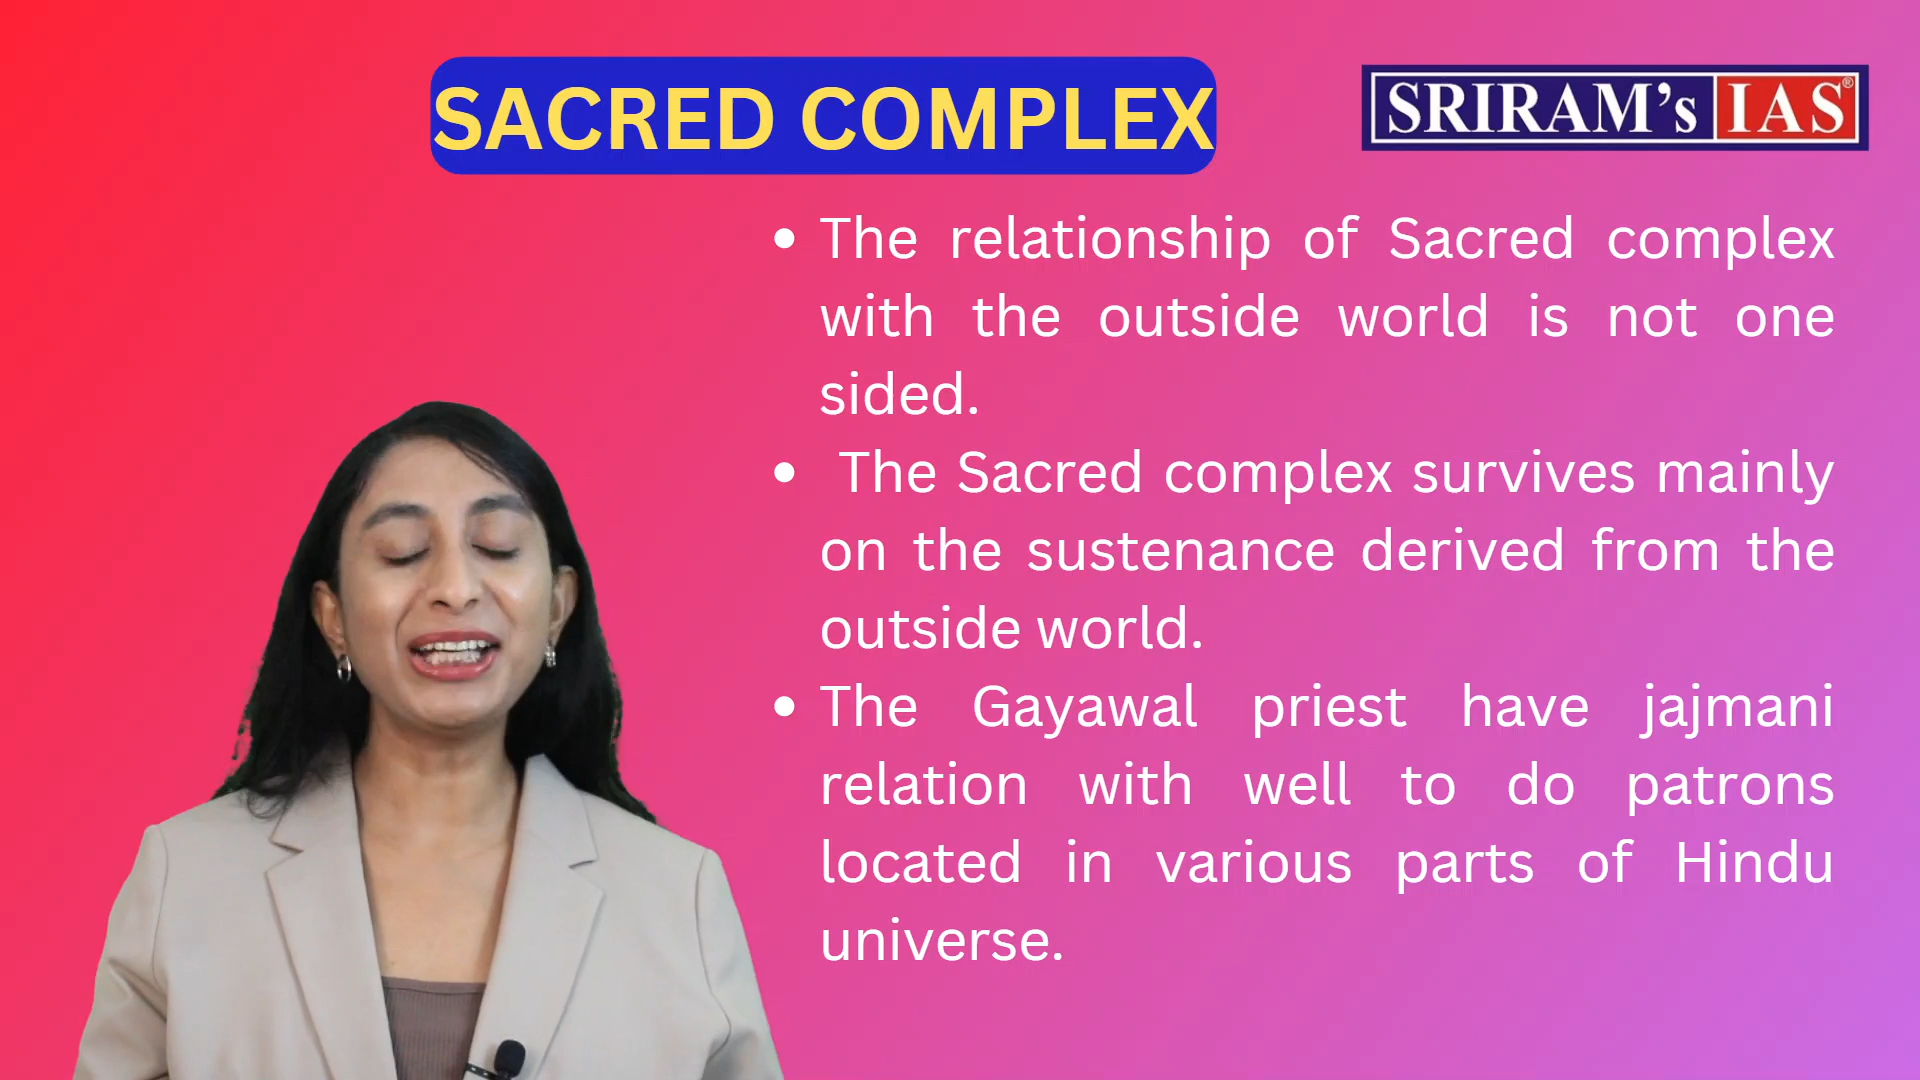 SACRED COMPLEX
SRIRAM's IAS®
• The relationship of Sacred complex
with the outside world is not one
sided.
• The Sacred complex survives mainly
on the sustenance derived from the
outside world.
• The Gayawal priest have jajmani
relation with well to do patrons
located in various parts of Hindu
universe.